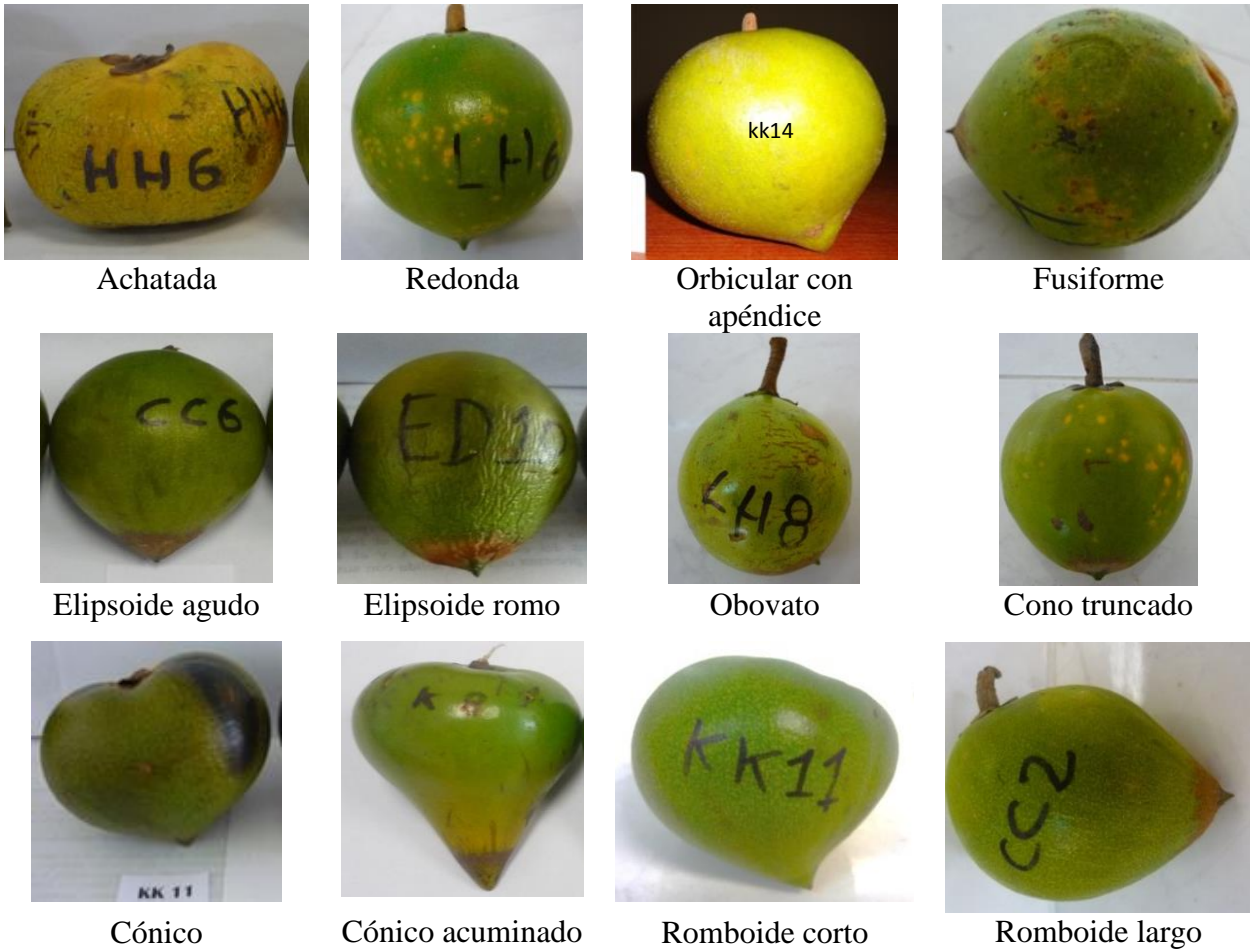 HH6
HH6
LH6
kk14
Achatada
Redonda
Orbicular con
apéndice
Fusiforme
CC6
ED10
LH8
Elipsoide agudo
Elipsoide romo
Obovato
Cono truncado
KK 11
K
KK11
CC2
Cónico
Cónico acuminado
Romboide corto
Romboide largo